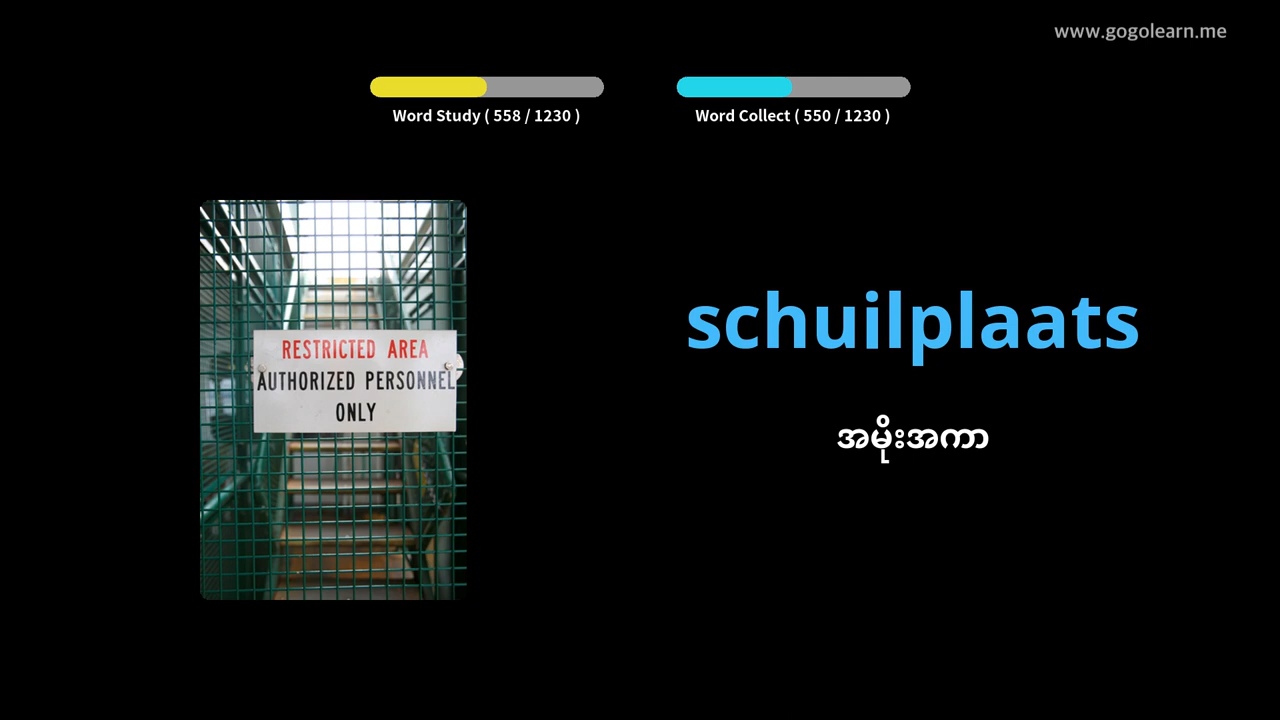 www.gogolearn.me
Word Study ( 558 / 1230 )
Word Collect ( 550 / 1230 )
RESTRICTED AREA
AUTHORIZED PERSONNEL
ONLY
schuilplaats
အမိုးအကာ